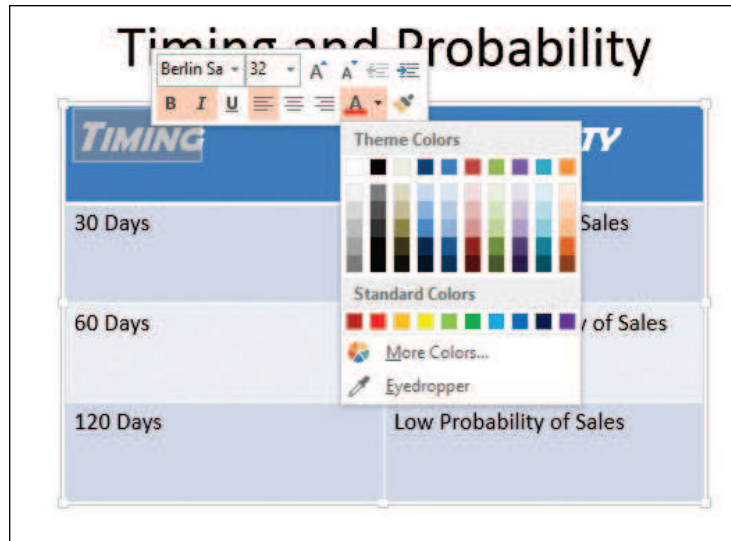 Timing and Probability
Berlin Sa 32 A A
B I U A
TIMING TY
Theme Colors
30 Days Sales
Standard Colors
60 Days y of Sales
More Colors...
Eyedropper
120 Days Low Probability of Sales